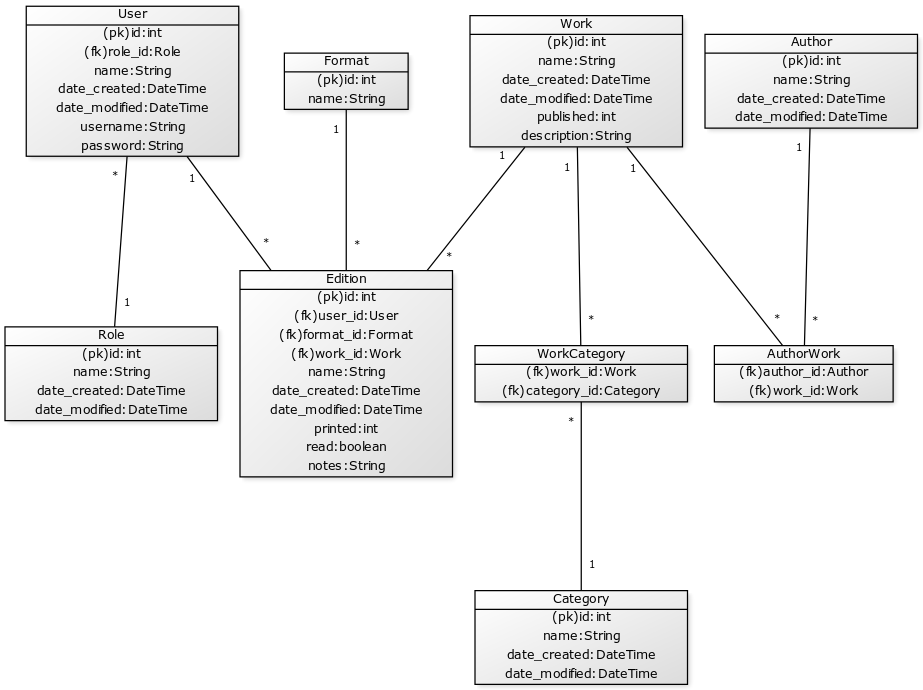 User
(pk)id:int
(fk)role_id:Role
name:String
date_created:DateTime
date_modified:DateTime
username:String
password:String
Format
(pk)id:int
name:String
Work
(pk)id:int
name:String
date_created:DateTime
date_modified:DateTime
published:int
description:String
Author
(pk)id:int
name:String
date_created:DateTime
date_modified:DateTime
1
1
1
1
1
1
*
*
*
*
1
*
*
*
Edition
(pk)id:int
(fk)user_id:User
(fk)format_id:Format
(fk)work_id:Work
name:String
date_created:DateTime
date_modified:DateTime
printed:int
read:boolean
notes:String
Role
(pk)id:int
name:String
date_created:DateTime
date_modified:DateTime
WorkCategory
(fk)work_id:Work
(fk)category_id:Category
AuthorWork
(fk)author_id:Author
(fk)work_id:Work
*
1
Category
(pk)id:int
name:String
date_created:DateTime
date_modified:DateTime